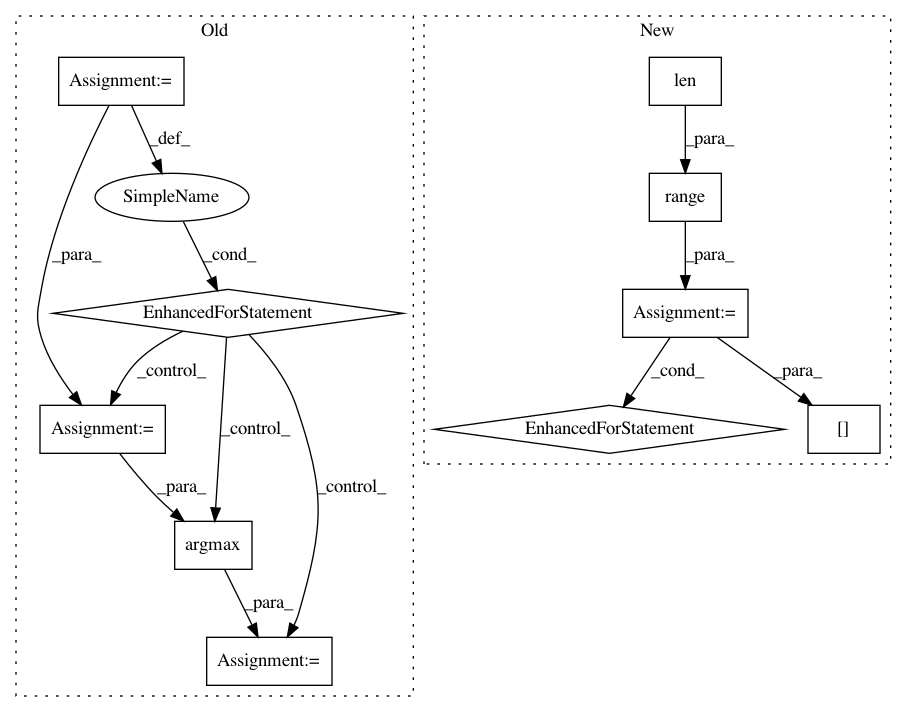 Old
New
Assignment:=
len
_def_
_para_
SimpleName
range
_para_
_cond_
_para_
EnhancedForStatement
Assignment:=
_control_
_cond_
_para_
Assignment:=
_control_
EnhancedForStatement
[]
_para_
_control_
argmax
_para_
Assignment:=